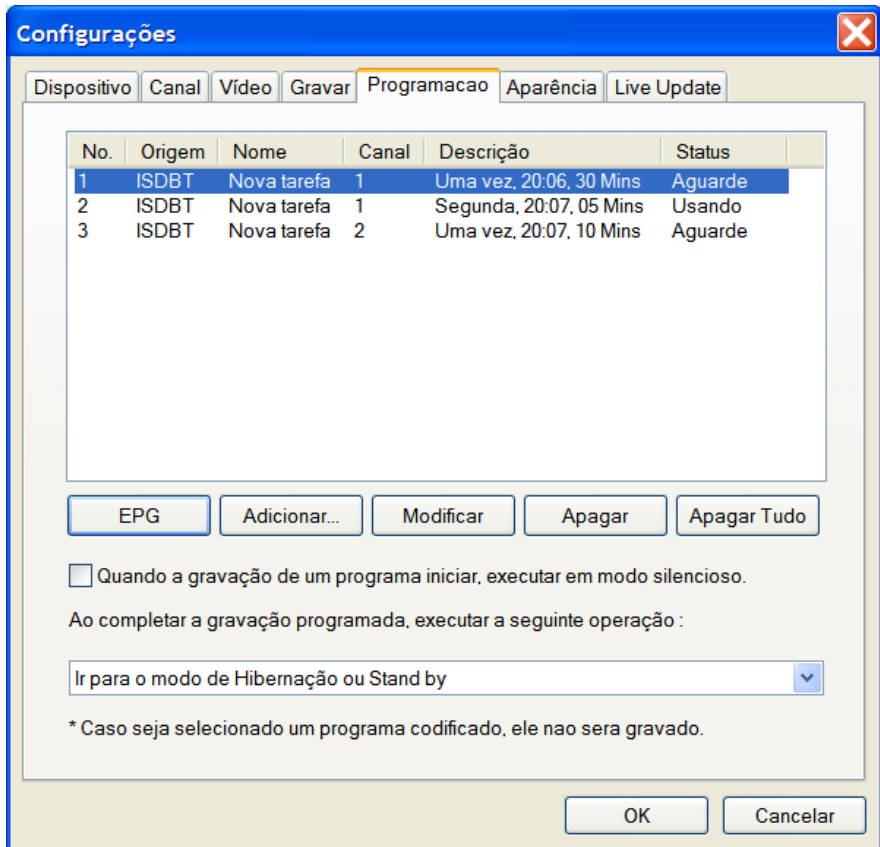 Configurações
Dispositivo Canal Vídeo Gravar Programacao Aparência Live Update
No. Origem Nome Canal Descrição Status
1 ISDBT Nova tarefa 1 Uma vez, 20:06, 30 Mins Aguarde
2 ISDBT Nova tarefa 1 Segunda, 20:07, 05 Mins Usando
3 ISDBT Nova tarefa 2 Uma vez, 20:07, 10 Mins Aguarde
EPG Adicionar... Modificar Apagar Apagar Tudo
Quando a gravação de um programa iniciar, executar em modo silencioso.
Ao completar a gravação programada, executar a seguinte operação :
Ir para o modo de Hibernação ou Stand by
* Caso seja selecionado um programa codificado, ele nao sera gravado.
OK Cancelar